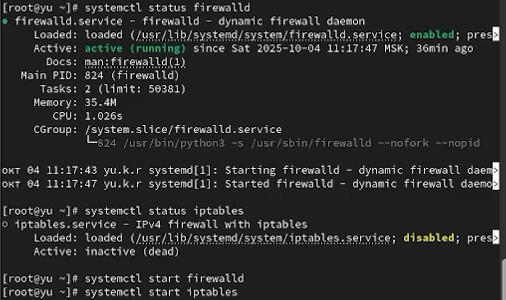 [root@yu ~]# systemctl status firewalld
● firewalld.service - firewalld - dynamic firewall daemon
Loaded: loaded (/usr/lib/systemd/system/firewalld.service; enabled; pres>
Active: active (running) since Sat 2025-10-04 11:17:47 MSK; 36min ago
Docs: man:firewalld(1)
Main PID: 824 (firewalld)
Tasks: 2 (limit: 50381)
Memory: 35.4M
CPU: 1.026s
CGroup: /system.slice/firewalld.service
└─824 /usr/bin/python3 -s /usr/sbin/firewalld --nofork --nopid
окт 04 11:17:43 yu.k.r systemd[1]: Starting firewalld - dynamic firewall daem>
окт 04 11:17:47 yu.k.r systemd[1]: Started firewalld - dynamic firewall daemo>
[root@yu ~]# systemctl status iptables
○ iptables.service - IPv4 firewall with iptables
Loaded: loaded (/usr/lib/systemd/system/iptables.service; disabled; pres>
Active: inactive (dead)
[root@yu ~]# systemctl start firewalld
[root@yu ~]# systemctl start iptables